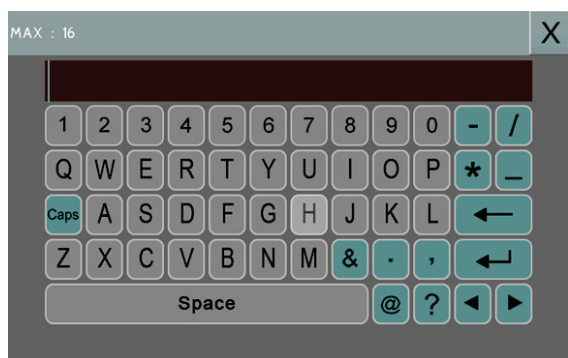 MAX : 16 X
1 2 3 4 5 6 7 8 9 0 - /
Q W E R T Y U I O P * _
Caps A S D F G H J K L ←
Z X C V B N M & . , ↵
Space @ ? ◀ ▶